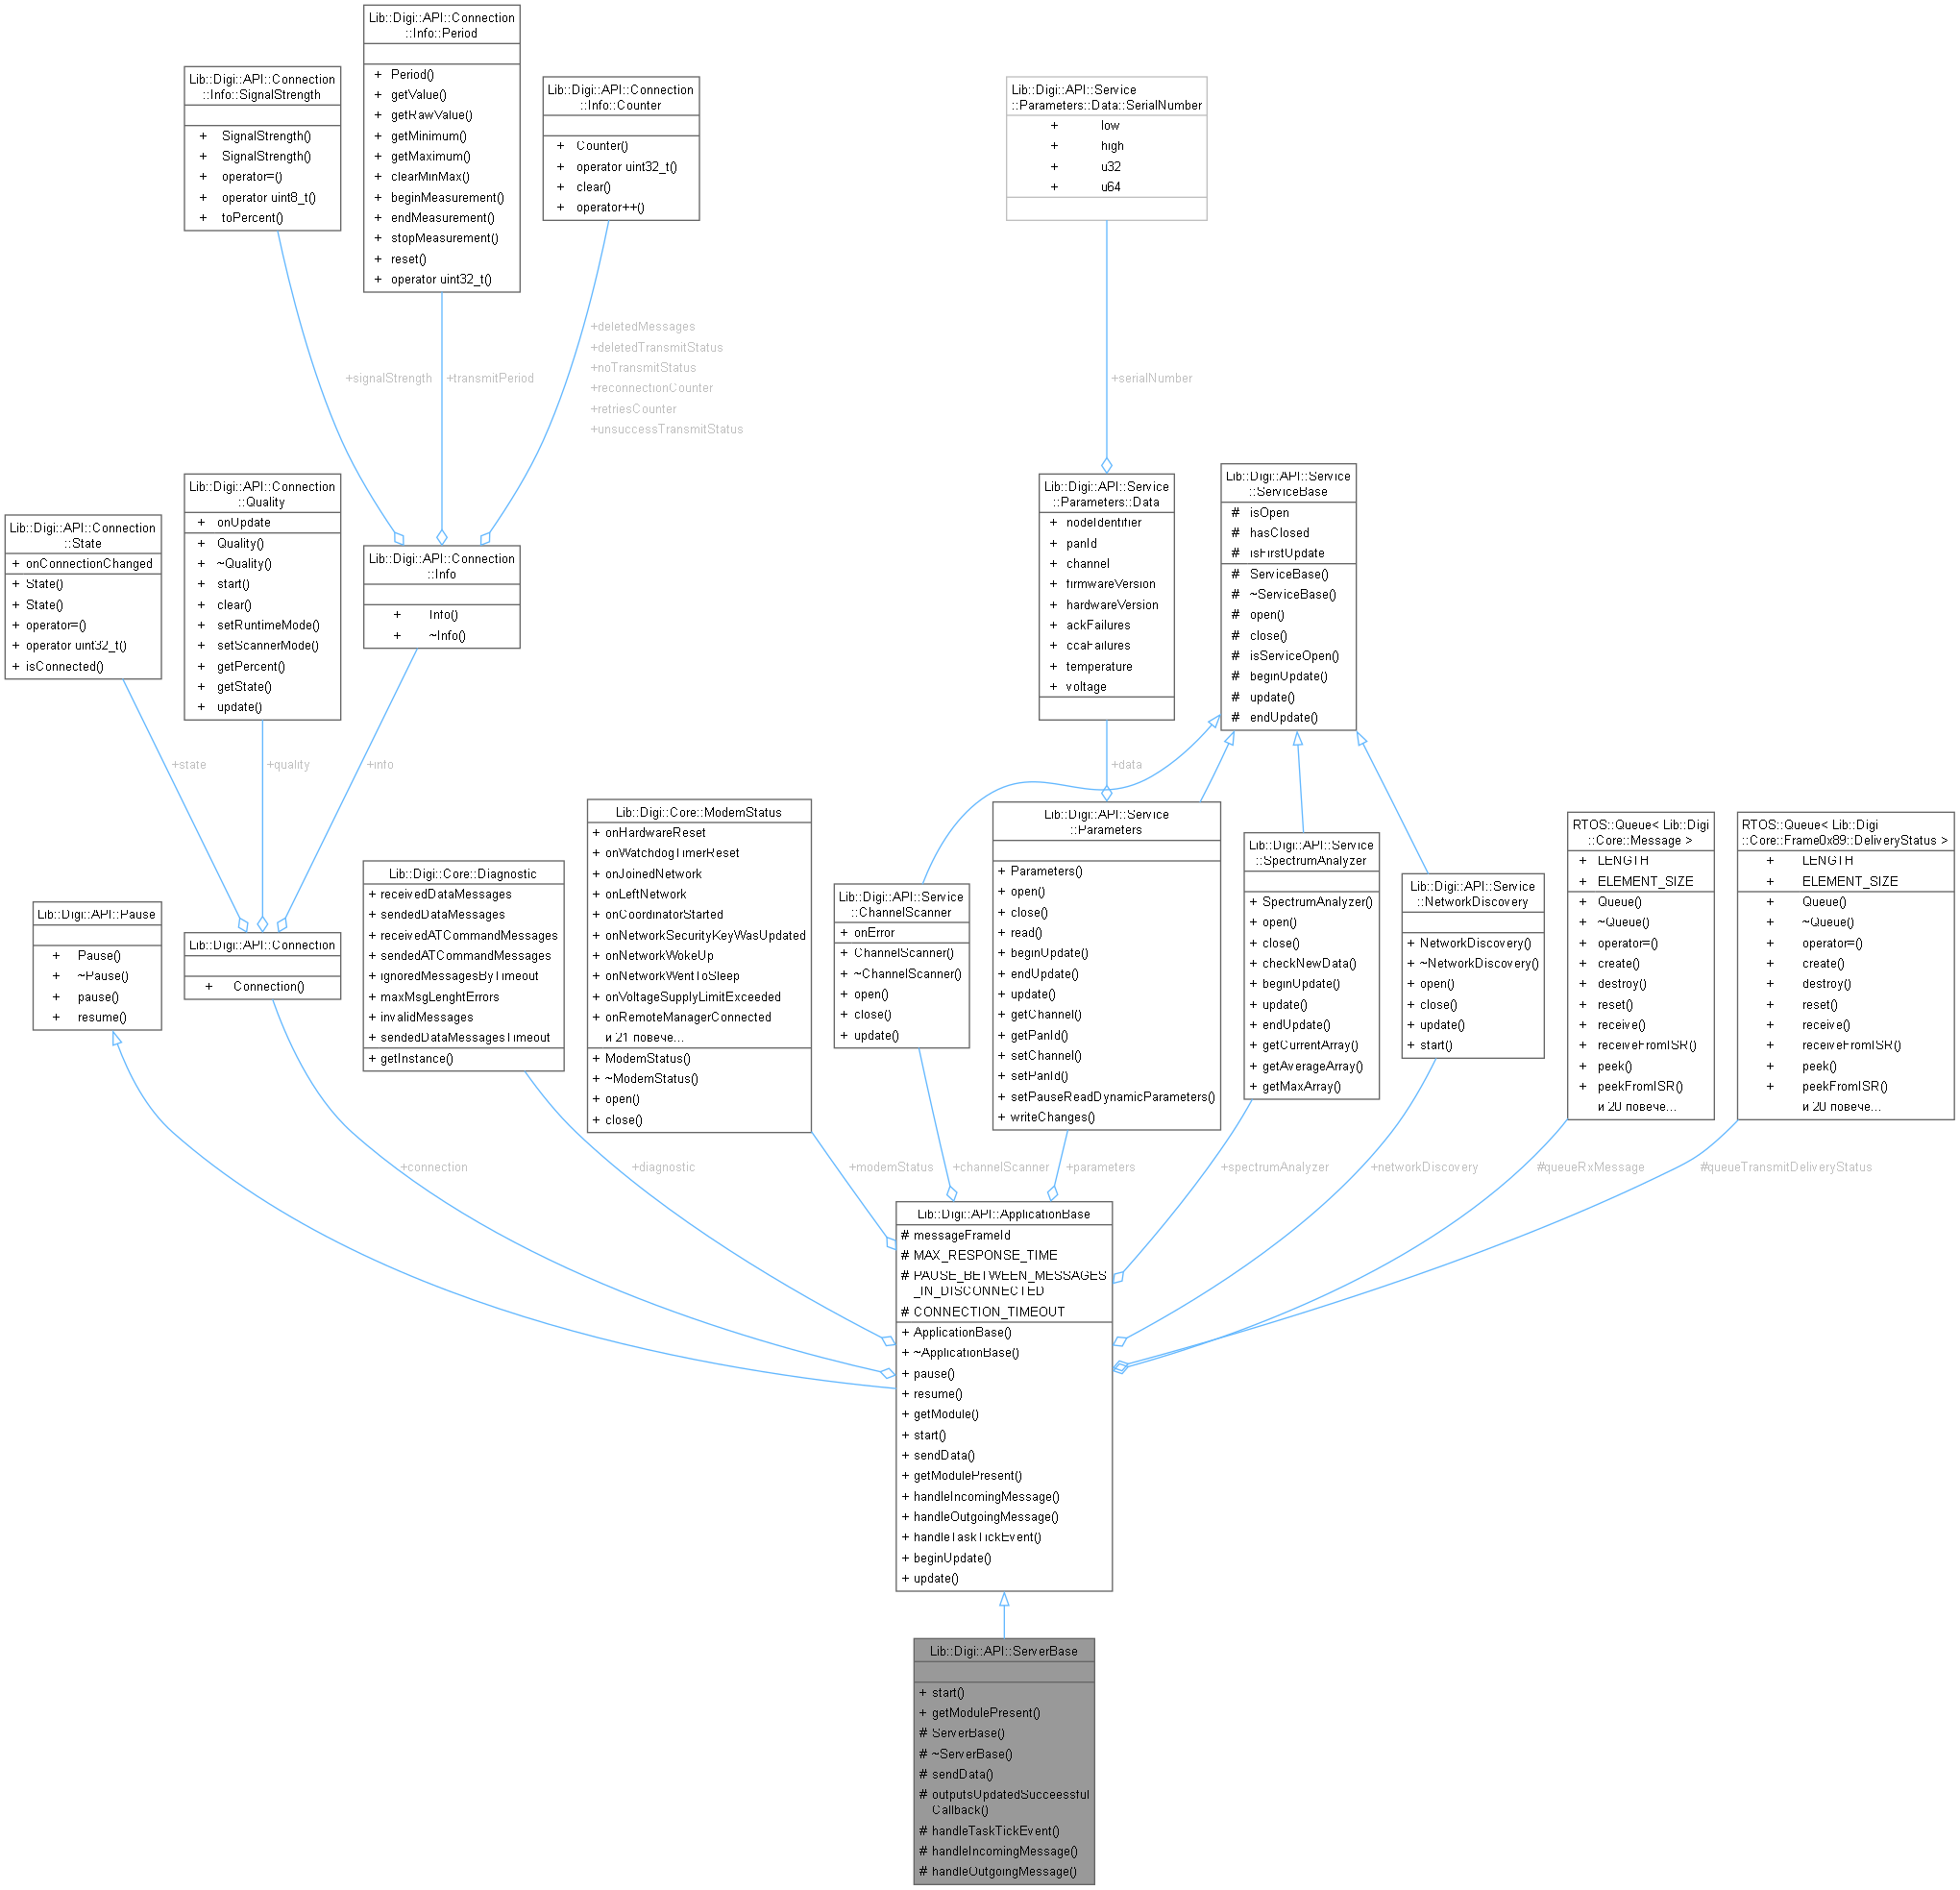 Lib::Digi::API::Connection
::Info::Period
+ Period()
+ getValue()
+ getRawValue()
+ getMinimum()
+ getMaximum()
+ clearMinMax()
+ beginMeasurement()
+ endMeasurement()
+ stopMeasurement()
+ reset()
+ operator uint32_t()
Lib::Digi::API::Connection
::Info::SignalStrength
+ SignalStrength()
+ SignalStrength()
+ operator=()
+ operator uint8_t()
+ toPercent()
Lib::Digi::API::Connection
::Info::Counter
+ Counter()
+ operator uint32_t()
+ clear()
+ operator++()
Lib::Digi::API::Service
::Parameters::Data::SerialNumber
+ low
+ high
+ u32
+ u64
+signalStrength
+transmitPeriod
+deletedMessages
+deletedTransmitStatus
+noTransmitStatus
+reconnectionCounter
+retriesCounter
+unsuccessTransmitStatus
+serialNumber
Lib::Digi::API::Connection
::State
+ onConnectionChanged
+ State()
+ State()
+ operator=()
+ operator uint32_t()
+ isConnected()
Lib::Digi::API::Connection
::Quality
+ onUpdate
+ Quality()
+ ~Quality()
+ start()
+ clear()
+ setRuntimeMode()
+ setScannerMode()
+ getPercent()
+ getState()
+ update()
Lib::Digi::API::Connection
::Info
+ Info()
+ ~Info()
Lib::Digi::API::Service
::Parameters::Data
+ nodeIdentifier
+ panId
+ channel
+ firmwareVersion
+ hardwareVersion
+ ackFailures
+ ccaFailures
+ temperature
+ voltage
Lib::Digi::API::Service
::ServiceBase
# isOpen
# hasClosed
# isFirstUpdate
# ServiceBase()
# ~ServiceBase()
# open()
# close()
# isServiceOpen()
# beginUpdate()
# update()
# endUpdate()
+state
+quality
+info
+data
Lib::Digi::API::Pause
+ Pause()
+ ~Pause()
+ pause()
+ resume()
Lib::Digi::API::Connection
+ Connection()
Lib::Digi::Core::Diagnostic
+ receivedDataMessages
+ sendedDataMessages
+ receivedATCommandMessages
+ sendedATCommandMessages
+ ignoredMessagesByTimeout
+ maxMsgLenghtErrors
+ invalidMessages
+ sendedDataMessagesTimeout
+ getInstance()
Lib::Digi::Core::ModemStatus
+ onHardwareReset
+ onWatchdogTimerReset
+ onJoinedNetwork
+ onLeftNetwork
+ onCoordinatorStarted
+ onNetworkSecurityKeyWasUpdated
+ onNetworkWokeUp
+ onNetworkWentToSleep
+ onVoltageSupplyLimitExceeded
+ onRemoteManagerConnected
и 21 повече...
+ ModemStatus()
+ ~ModemStatus()
+ open()
+ close()
Lib::Digi::API::Service
::ChannelScanner
+ onError
+ ChannelScanner()
+ ~ChannelScanner()
+ open()
+ close()
+ update()
Lib::Digi::API::Service
::Parameters
+ Parameters()
+ open()
+ close()
+ read()
+ beginUpdate()
+ endUpdate()
+ update()
+ getChannel()
+ getPanId()
+ setChannel()
+ setPanId()
+ setPauseReadDynamicParameters()
+ writeChanges()
Lib::Digi::API::Service
::SpectrumAnalyzer
+ SpectrumAnalyzer()
+ open()
+ close()
+ checkNewData()
+ beginUpdate()
+ update()
+ endUpdate()
+ getCurrentArray()
+ getAverageArray()
+ getMaxArray()
Lib::Digi::API::Service
::NetworkDiscovery
+ NetworkDiscovery()
+ ~NetworkDiscovery()
+ open()
+ close()
+ update()
+ start()
RTOS::Queue< Lib::Digi
::Core::Message >
+ LENGTH
+ ELEMENT_SIZE
+ Queue()
+ ~Queue()
+ operator=()
+ create()
+ destroy()
+ reset()
+ receive()
+ receiveFromISR()
+ peek()
+ peekFromISR()
и 20 повече...
RTOS::Queue< Lib::Digi
::Core::Frame0x89::DeliveryStatus >
+ LENGTH
+ ELEMENT_SIZE
+ Queue()
+ ~Queue()
+ operator=()
+ create()
+ destroy()
+ reset()
+ receive()
+ receiveFromISR()
+ peek()
+ peekFromISR()
и 20 повече...
+connection
+diagnostic
+modemStatus
+channelScanner
+parameters
+spectrumAnalyzer
+networkDiscovery
#queueRxMessage
#queueTransmitDeliveryStatus
Lib::Digi::API::ApplicationBase
# messageFrameId
# MAX_RESPONSE_TIME
# PAUSE_BETWEEN_MESSAGES
_IN_DISCONNECTED
# CONNECTION_TIMEOUT
+ ApplicationBase()
+ ~ApplicationBase()
+ pause()
+ resume()
+ getModule()
+ start()
+ sendData()
+ getModulePresent()
+ handleIncomingMessage()
+ handleOutgoingMessage()
+ handleTaskTickEvent()
+ beginUpdate()
+ update()
Lib::Digi::API::ServerBase
+ start()
+ getModulePresent()
# ServerBase()
# ~ServerBase()
# sendData()
# outputsUpdatedSucceessful
Callback()
# handleTaskTickEvent()
# handleIncomingMessage()
# handleOutgoingMessage()